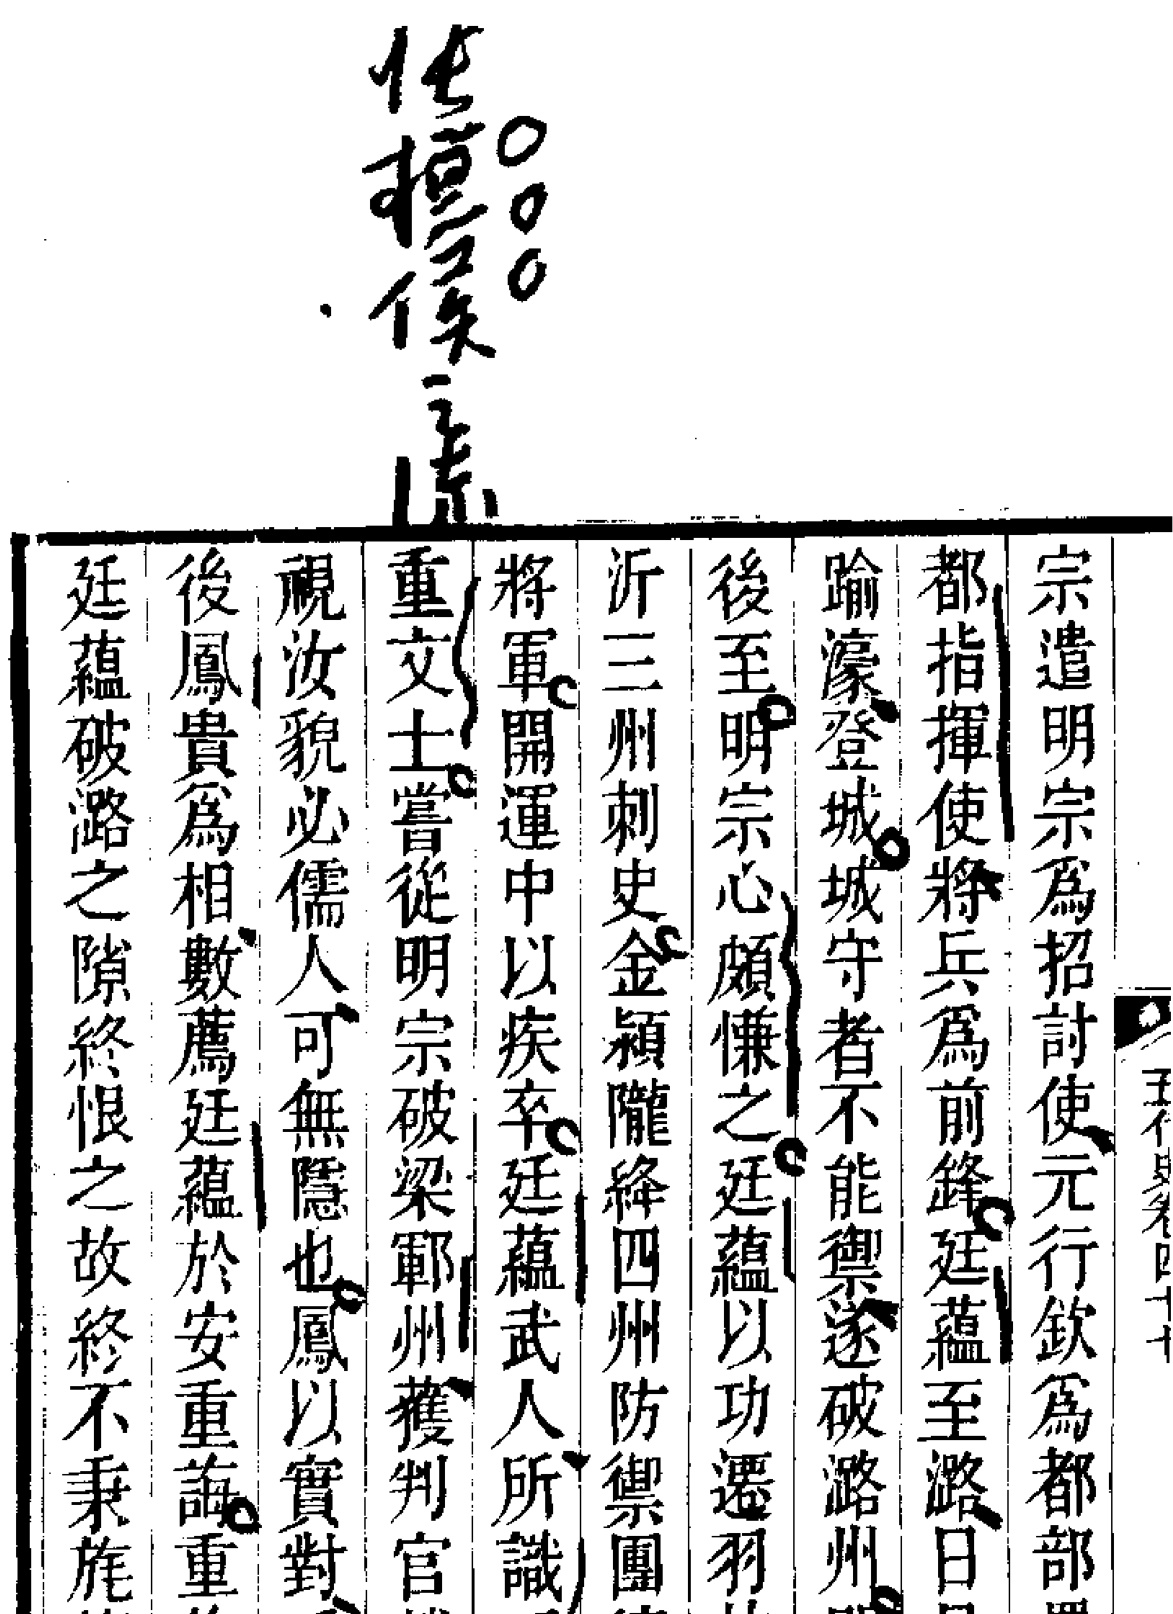 五代史卷四十七
宗遣明宗爲招討使元行欽爲都部
都指揮使將兵爲前鋒廷蘊至潞日
踰濠登城城守者不能禦遂破潞州
後至明宗心頗慊之廷蘊以功遷羽
沂三州刺史金潁隴絳四州防禦團
將軍開運中以疾卒廷蘊武人所識
重文士嘗從明宗破梁鄆州獲判官
視汝貌必儒人可無隱也鳳以實對
後鳳貴爲相數薦廷蘊於安重誨重
廷蘊破潞之隙終恨之故終不秉旄